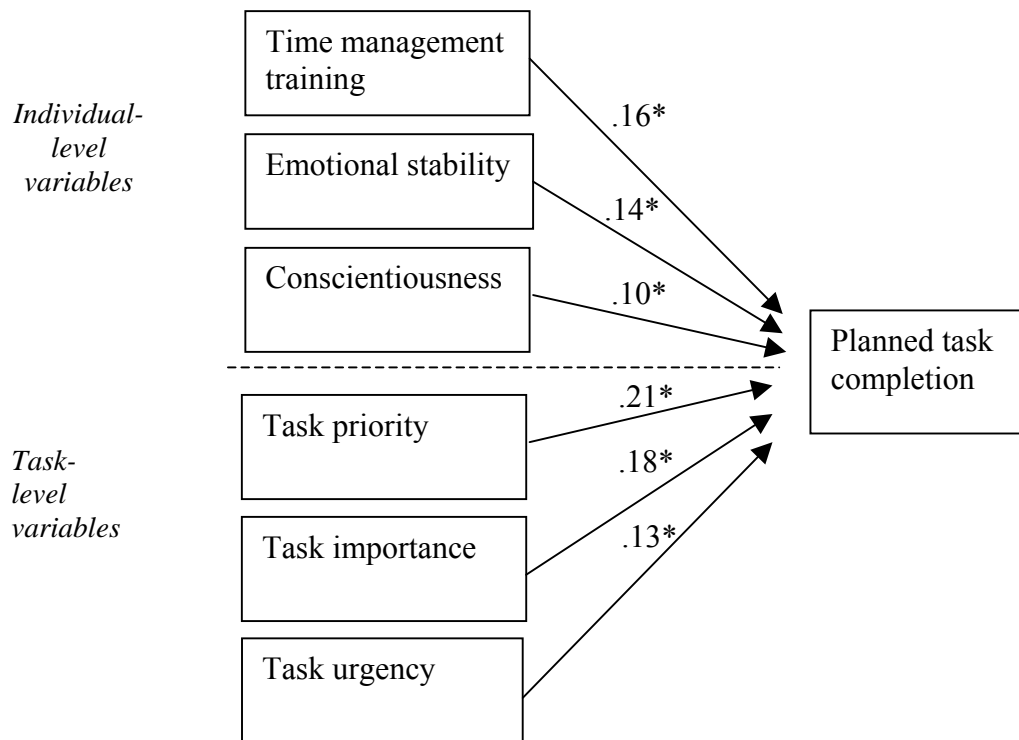 Individual-
level
variables
Time management
training
.16*
Emotional stability
.14*
Conscientiousness
.10*
Planned task
completion
Task-
level
variables
Task priority
.21*
Task importance
.18*
Task urgency
.13*